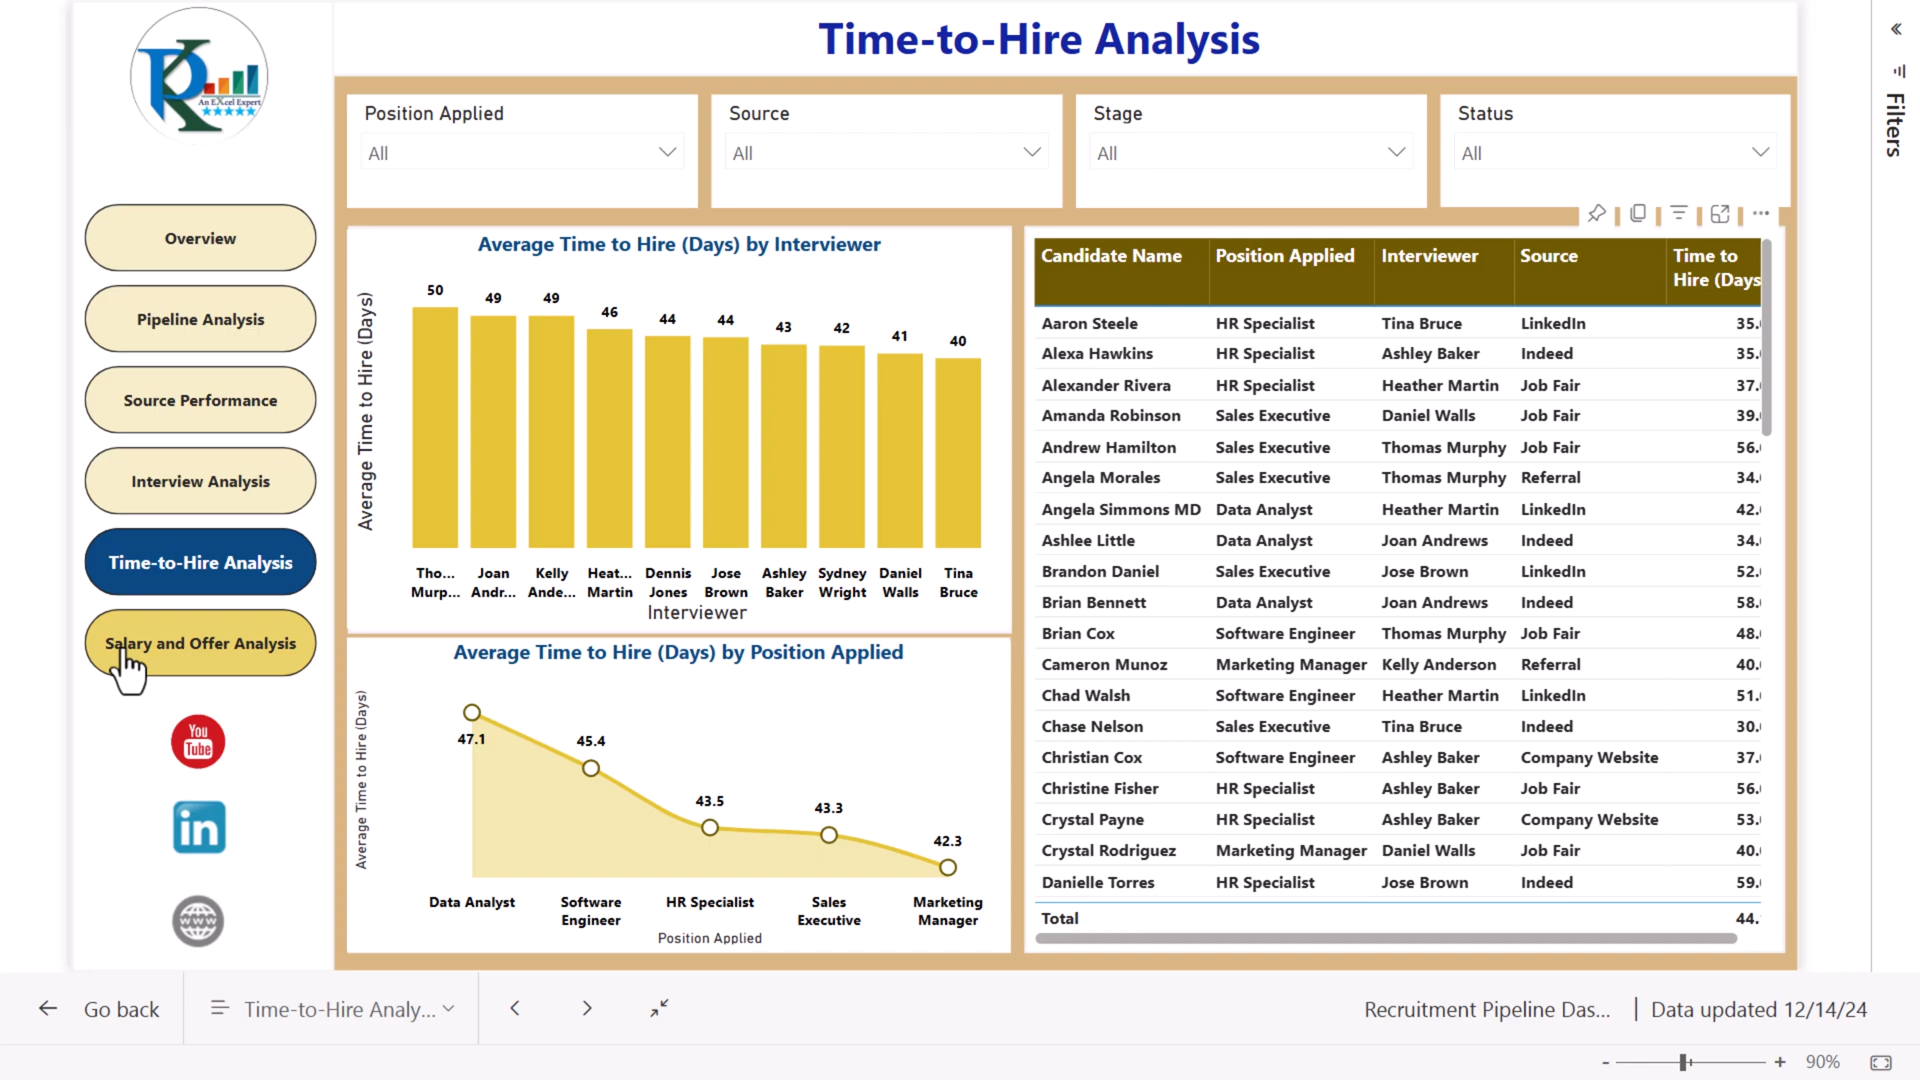 Time-to-Hire Analysis
An EXcel Expert
Overview
Pipeline Analysis
Source Performance
Interview Analysis
Time-to-Hire Analysis
Salary and Offer Analysis
You
Tube
in
WWW
Position Applied
All
Source
All
Stage
All
Status
All
Filters
Average Time to Hire (Days) by Interviewer
Average Time to Hire (Days)
50 49 49 46 44 44 43 42 41 40
Tho... Joan Kelly Heat... Dennis Jose Ashley Sydney Daniel Tina
Murp... Andr... Ande... Martin Jones Brown Baker Wright Walls Bruce
Interviewer
Average Time to Hire (Days) by Position Applied
Average Time to Hire (Days)
47.1 45.4 43.5 43.3 42.3
Data Analyst Software HR Specialist Sales Marketing
Engineer Executive Manager
Position Applied
Candidate Name Position Applied Interviewer Source Time to
Hire (Days
Aaron Steele HR Specialist Tina Bruce LinkedIn 35.
Alexa Hawkins HR Specialist Ashley Baker Indeed 35.
Alexander Rivera HR Specialist Heather Martin Job Fair 37.
Amanda Robinson Sales Executive Daniel Walls Job Fair 39.
Andrew Hamilton Sales Executive Thomas Murphy Job Fair 56.
Angela Morales Sales Executive Thomas Murphy Referral 34.
Angela Simmons MD Data Analyst Heather Martin LinkedIn 42.
Ashlee Little Data Analyst Joan Andrews Indeed 34.
Brandon Daniel Sales Executive Jose Brown LinkedIn 52.
Brian Bennett Data Analyst Joan Andrews Indeed 58.
Brian Cox Software Engineer Thomas Murphy Job Fair 48.
Cameron Munoz Marketing Manager Kelly Anderson Referral 40.
Chad Walsh Software Engineer Heather Martin LinkedIn 51.
Chase Nelson Sales Executive Tina Bruce Indeed 30.
Christian Cox Software Engineer Ashley Baker Company Website 37.
Christine Fisher HR Specialist Ashley Baker Job Fair 56.
Crystal Payne HR Specialist Ashley Baker Company Website 53.
Crystal Rodriguez Marketing Manager Daniel Walls Job Fair 40.
Danielle Torres HR Specialist Jose Brown Indeed 59.
Total 44.
Go back
Time-to-Hire Analy...
Recruitment Pipeline Das... | Data updated 12/14/24
- + 90%